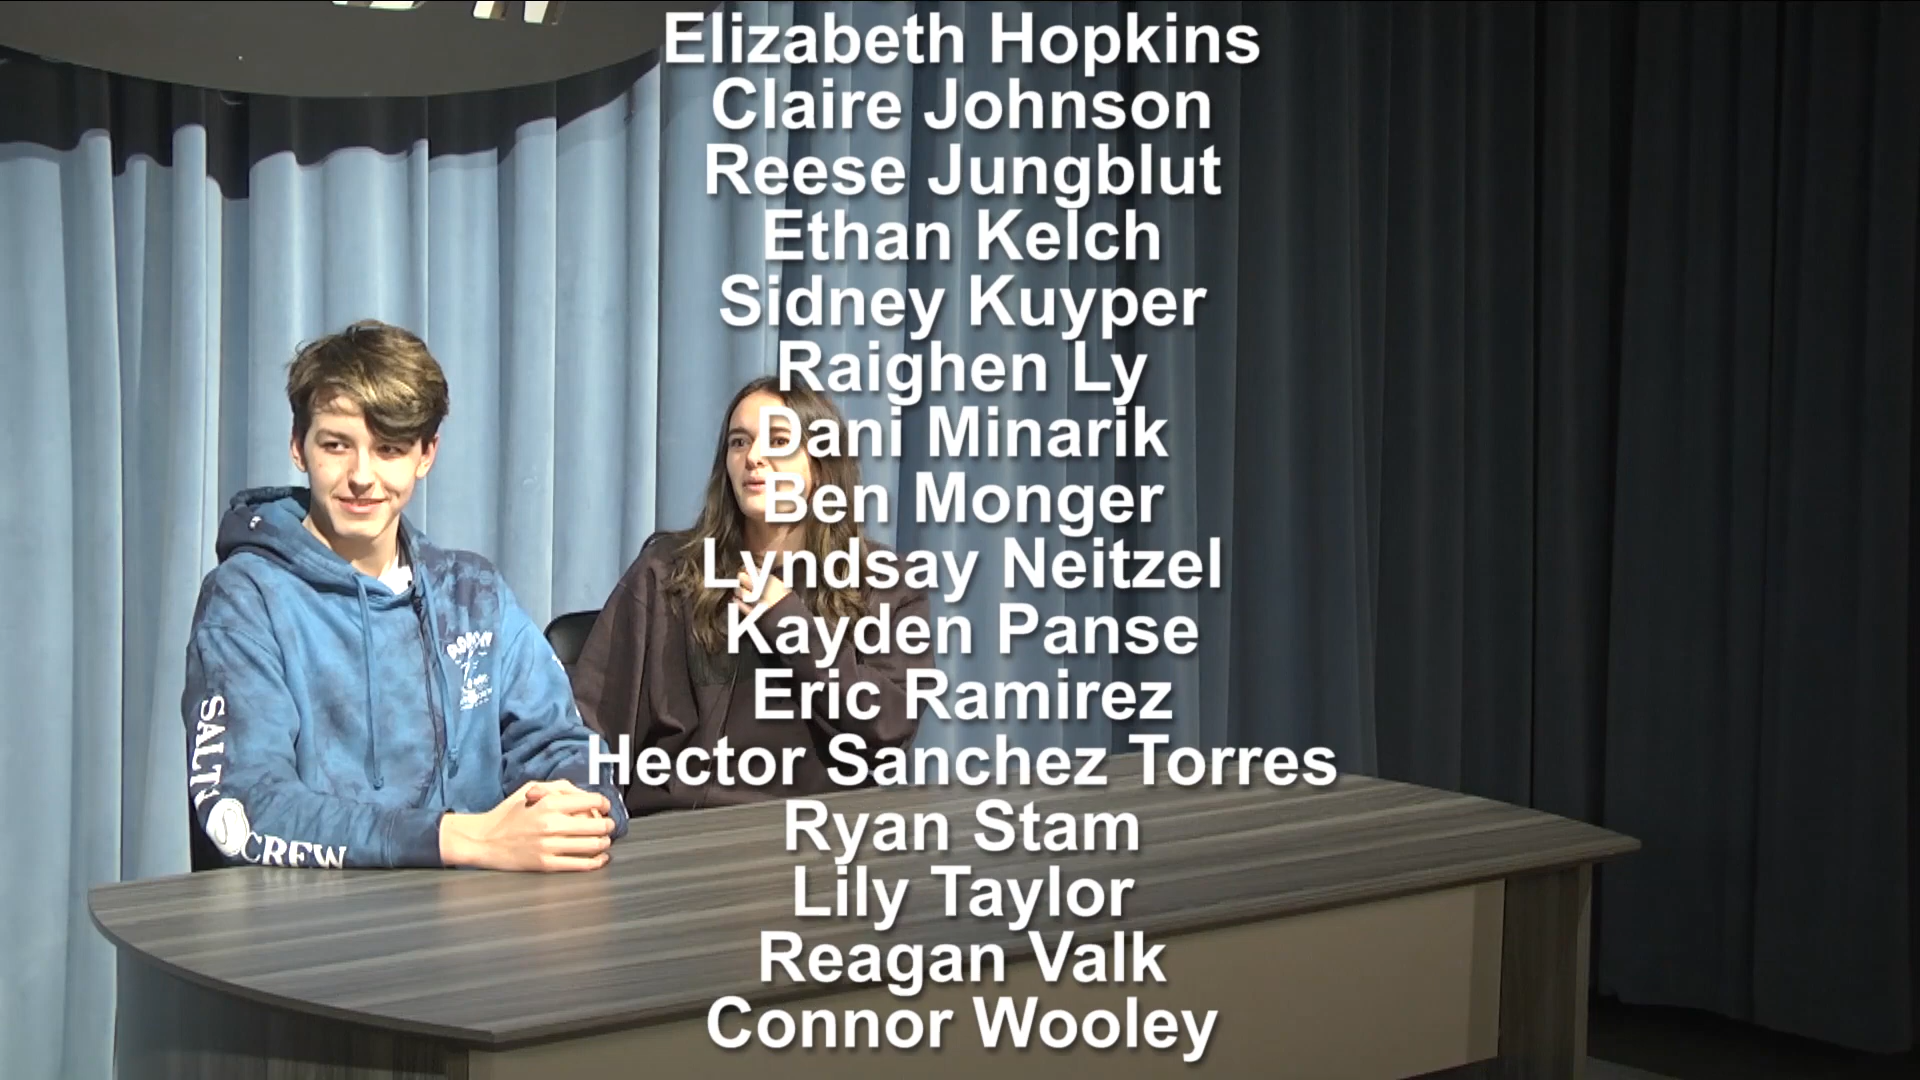 Elizabeth Hopkins
Claire Johnson
Reese Jungblut
Ethan Kelch
Sidney Kuyper
Raighen Ly
Dani Minarik
Ben Monger
Lyndsay Neitzel
Kayden Panse
Eric Ramirez
Hector Sanchez Torres
Ryan Stam
Lily Taylor
Reagan Valk
Connor Wooley
SALTY
CREW